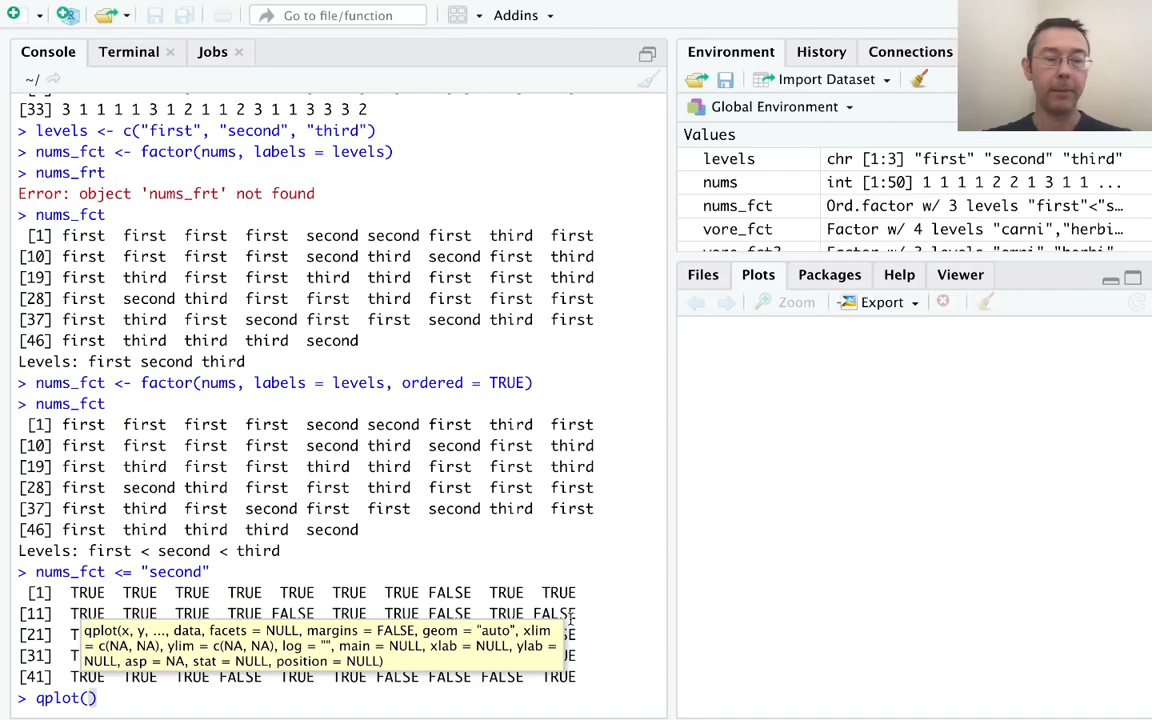 Go to file/function
Addins
Console
Terminal
Jobs
~/
[33] 3 1 1 1 1 3 1 2 1 1 2 3 1 1 3 3 3 2
> levels <- c("first", "second", "third")
> nums_fct <- factor(nums, labels = levels)
> nums_frt
Error: object 'nums_frt' not found
> nums_fct
[1] first first first first second second first third first
[10] first first first first second third second first third
[19] first third first first third third first first third
[28] first second third first first third first first first
[37] first third first second first first second third first
[46] first third third third second
Levels: first second third
> nums_fct <- factor(nums, labels = levels, ordered = TRUE)
> nums_fct
[1] first first first first second second first third first
[10] first first first first second third second first third
[19] first third first first third third first first third
[28] first second third first first third first first first
[37] first third first second first first second third first
[46] first third third third second
Levels: first < second < third
> nums_fct <= "second"
[1] TRUE TRUE TRUE TRUE TRUE TRUE TRUE FALSE TRUE TRUE
[11] TRUE TRUE TRUE TRUE FALSE TRUE TRUE TRUE FALSE
[21]
[31]
[41] TRUE TRUE FALSE TRUE TRUE TRUE FALSE FALSE FALSE TRUE
qplot(x, y, ..., data, facets = NULL, margins = FALSE, geom = "auto", xlim
= c(NA, NA), ylim = c(NA, NA), log = "", main = NULL, xlab = NULL, ylab =
NULL, asp = NA, stat = NULL, position = NULL)
> qplot()
Environment
History
Connections
Import Dataset
Global Environment
Values
levels chr [1:3] "first" "second" "third"
nums int [1:50] 1 1 1 1 2 2 1 3 1 1 ...
nums_fct Ord.factor w/ 3 levels "first"<"s…
vore_fct Factor w/ 4 levels "carni","herbi…
Files
Plots
Packages
Help
Viewer
Zoom
Export